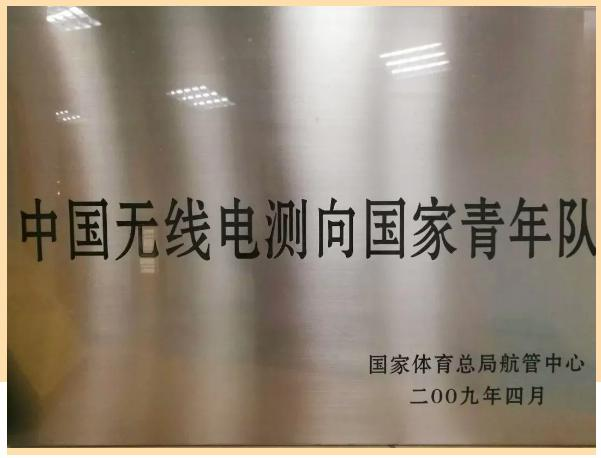 中国无线电测向国家青年队
国家体育总局航管中心
二00九年四月